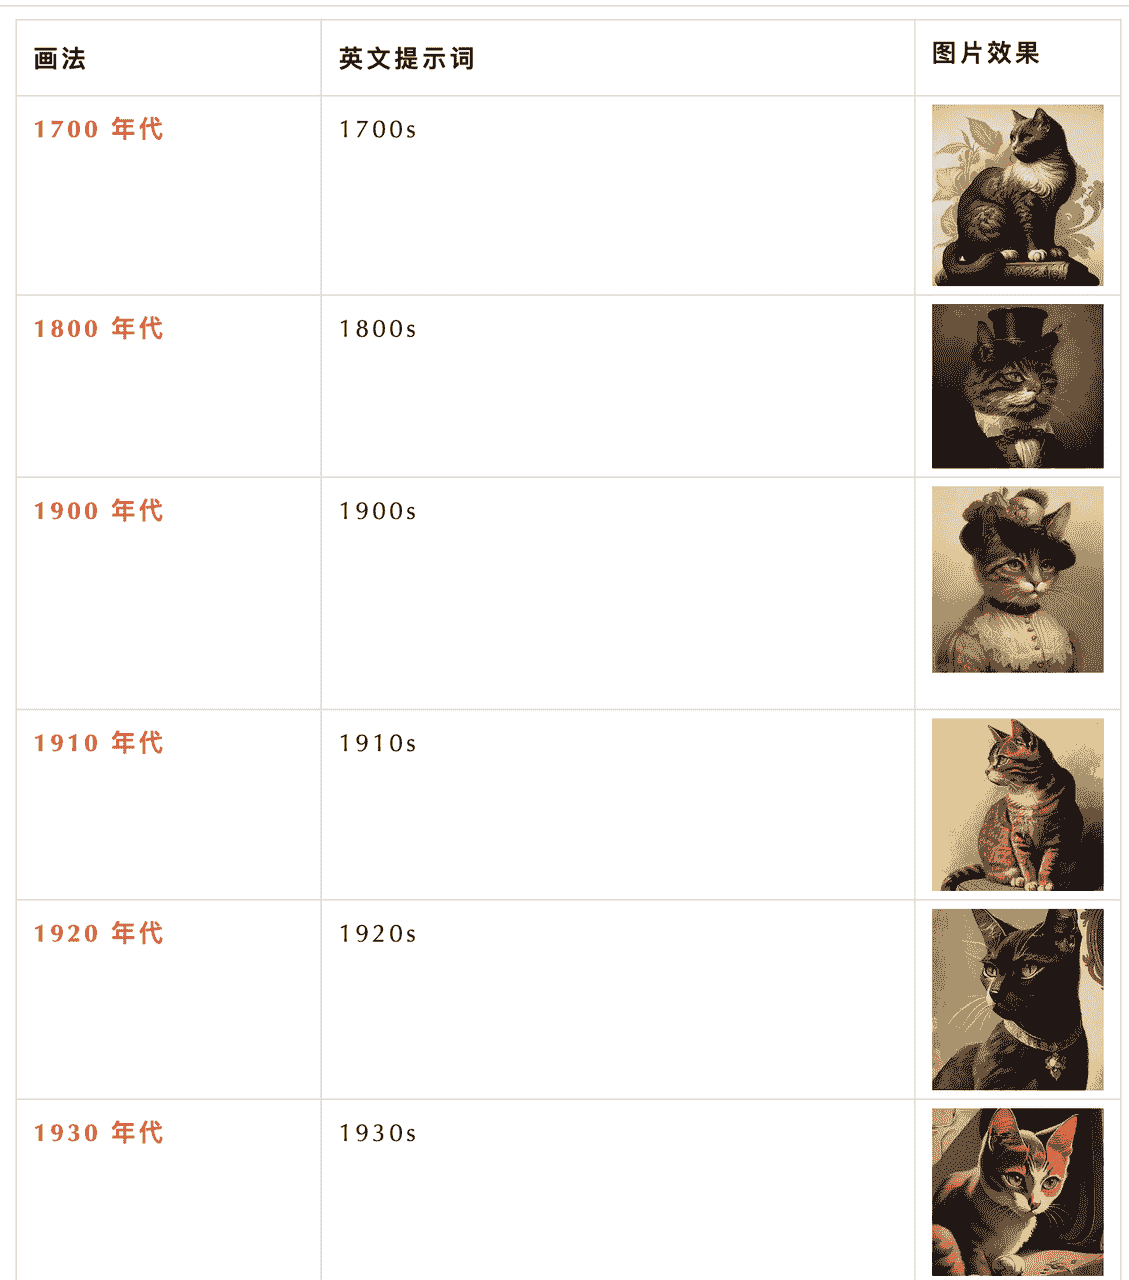 画法 英文提示词 图片效果
1700 年代 1700s
1800 年代 1800s
1900 年代 1900s
1910 年代 1910s
1920 年代 1920s
1930 年代 1930s